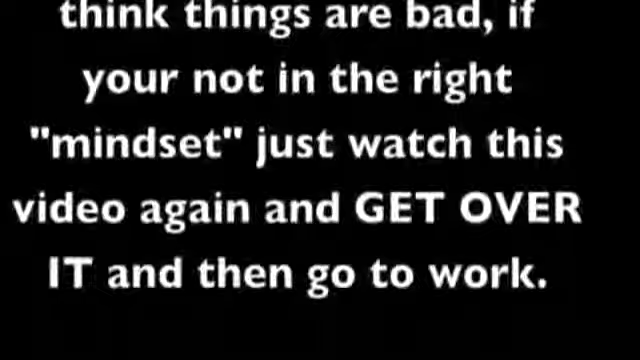 think things are bad, if
your not in the right
"mindset" just watch this
video again and GET OVER
IT and then go to work.